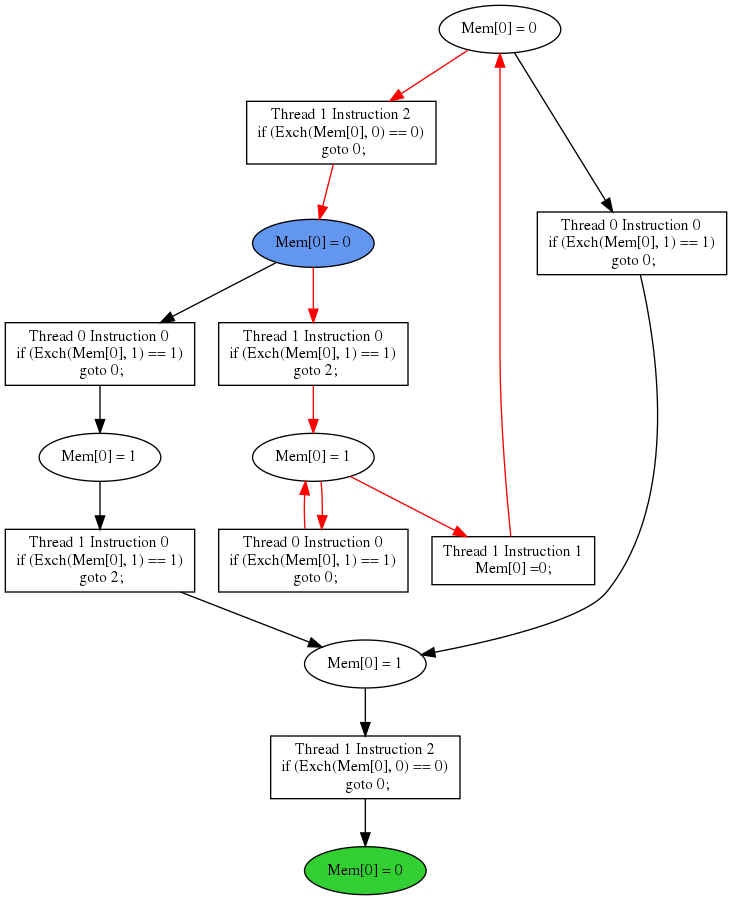 Mem[0] = 0
Thread 1 Instruction 2
if (Exch(Mem[0], 0) == 0)
goto 0;
Thread 0 Instruction 0
if (Exch(Mem[0], 1) == 1)
goto 0;
Mem[0] = 0
Thread 0 Instruction 0
if (Exch(Mem[0], 1) == 1)
goto 0;
Thread 1 Instruction 0
if (Exch(Mem[0], 1) == 1)
goto 2;
Mem[0] = 1
Mem[0] = 1
Thread 1 Instruction 0
if (Exch(Mem[0], 1) == 1)
goto 2;
Thread 0 Instruction 0
if (Exch(Mem[0], 1) == 1)
goto 0;
Thread 1 Instruction 1
Mem[0] =0;
Mem[0] = 1
Thread 1 Instruction 2
if (Exch(Mem[0], 0) == 0)
goto 0;
Mem[0] = 0